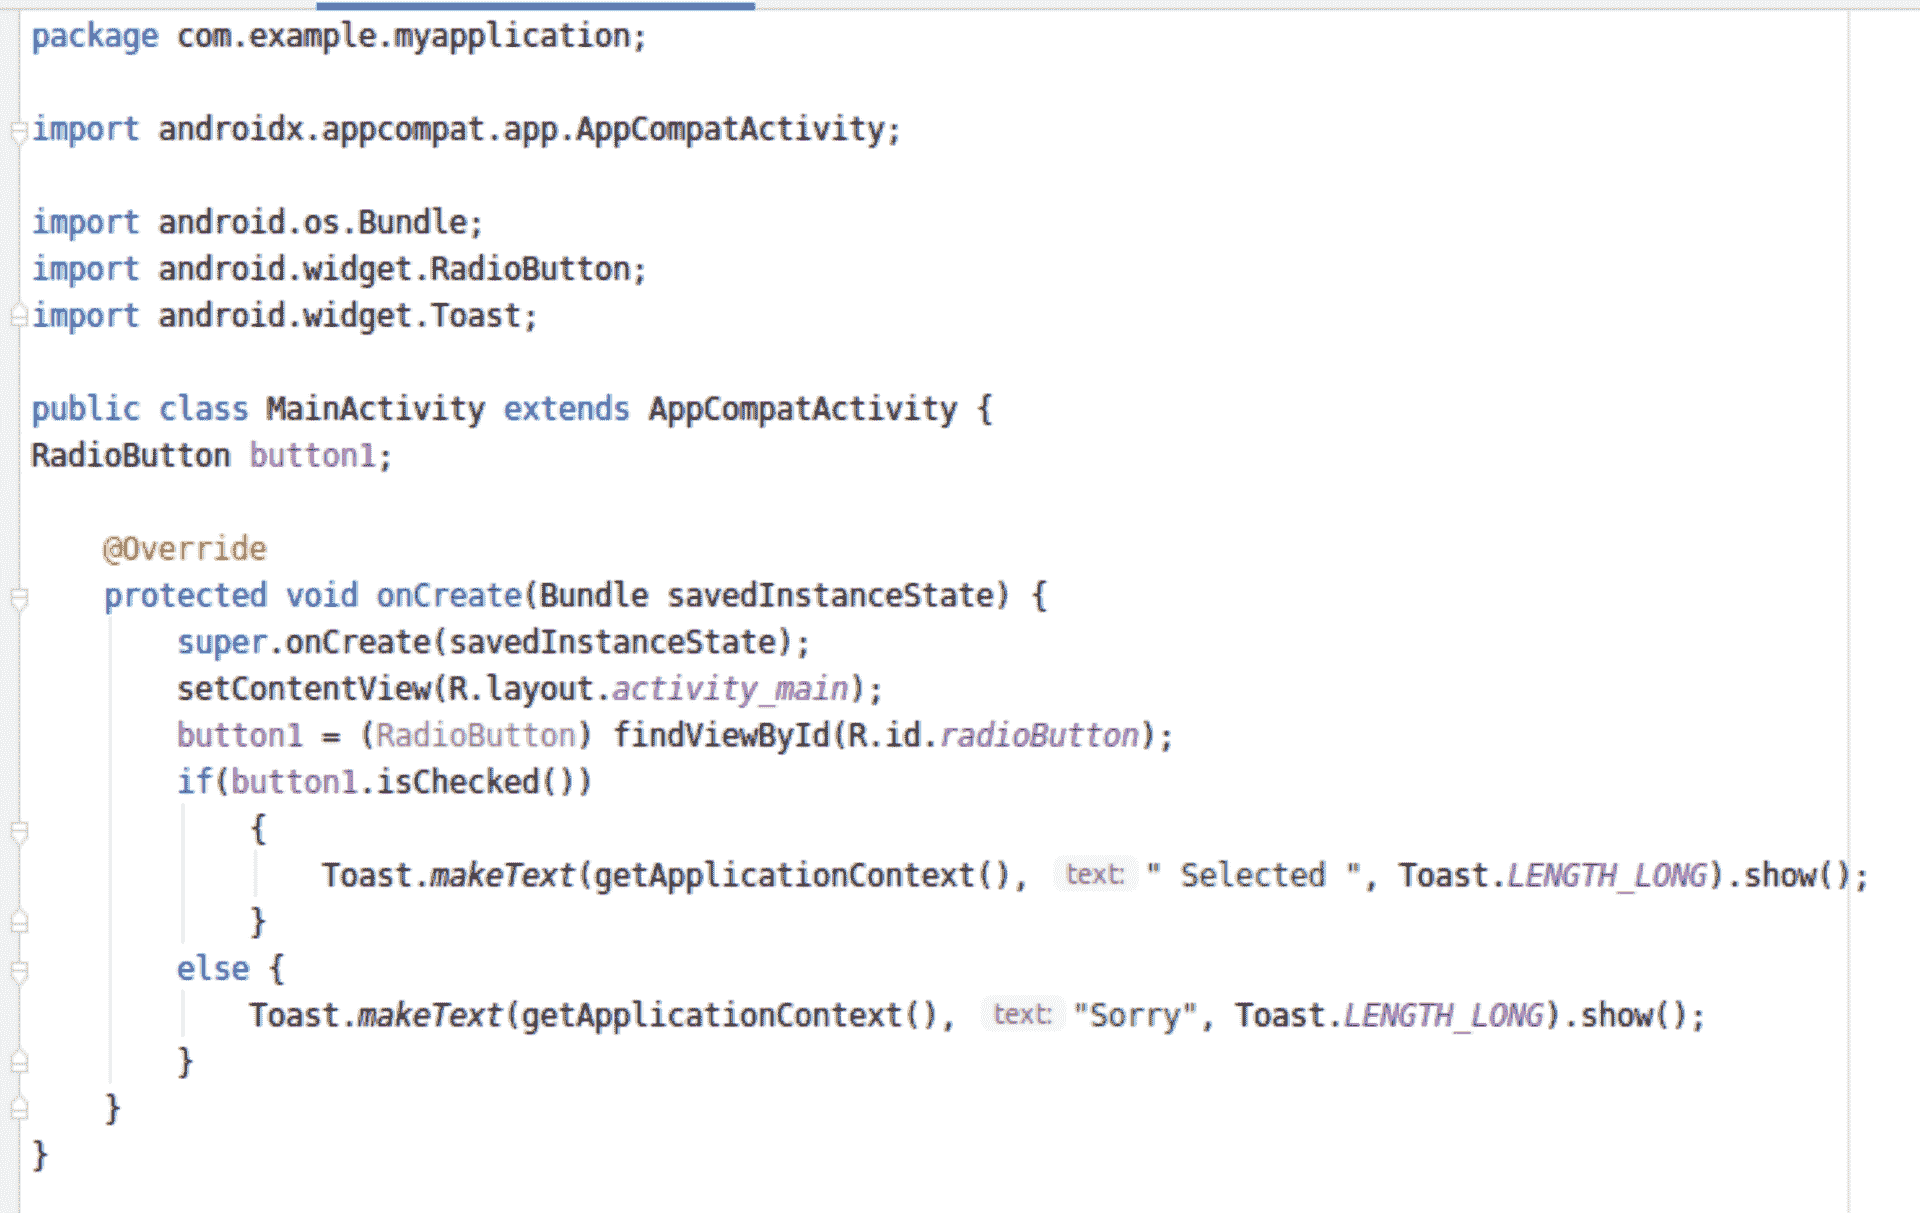 package com.example.myapplication;
import androidx.appcompat.app.AppCompatActivity;
import android.os.Bundle;
import android.widget.RadioButton;
import android.widget.Toast;
public class MainActivity extends AppCompatActivity {
RadioButton button1;
@Override
protected void onCreate(Bundle savedInstanceState) {
super.onCreate(savedInstanceState);
setContentView(R.layout.activity_main);
button1 = (RadioButton) findViewById(R.id.radioButton);
if(button1.isChecked())
{
Toast.makeText(getApplicationContext(), text: " Selected ", Toast.LENGTH_LONG).show();
}
else {
Toast.makeText(getApplicationContext(), text: "Sorry", Toast.LENGTH_LONG).show();
}
}
}